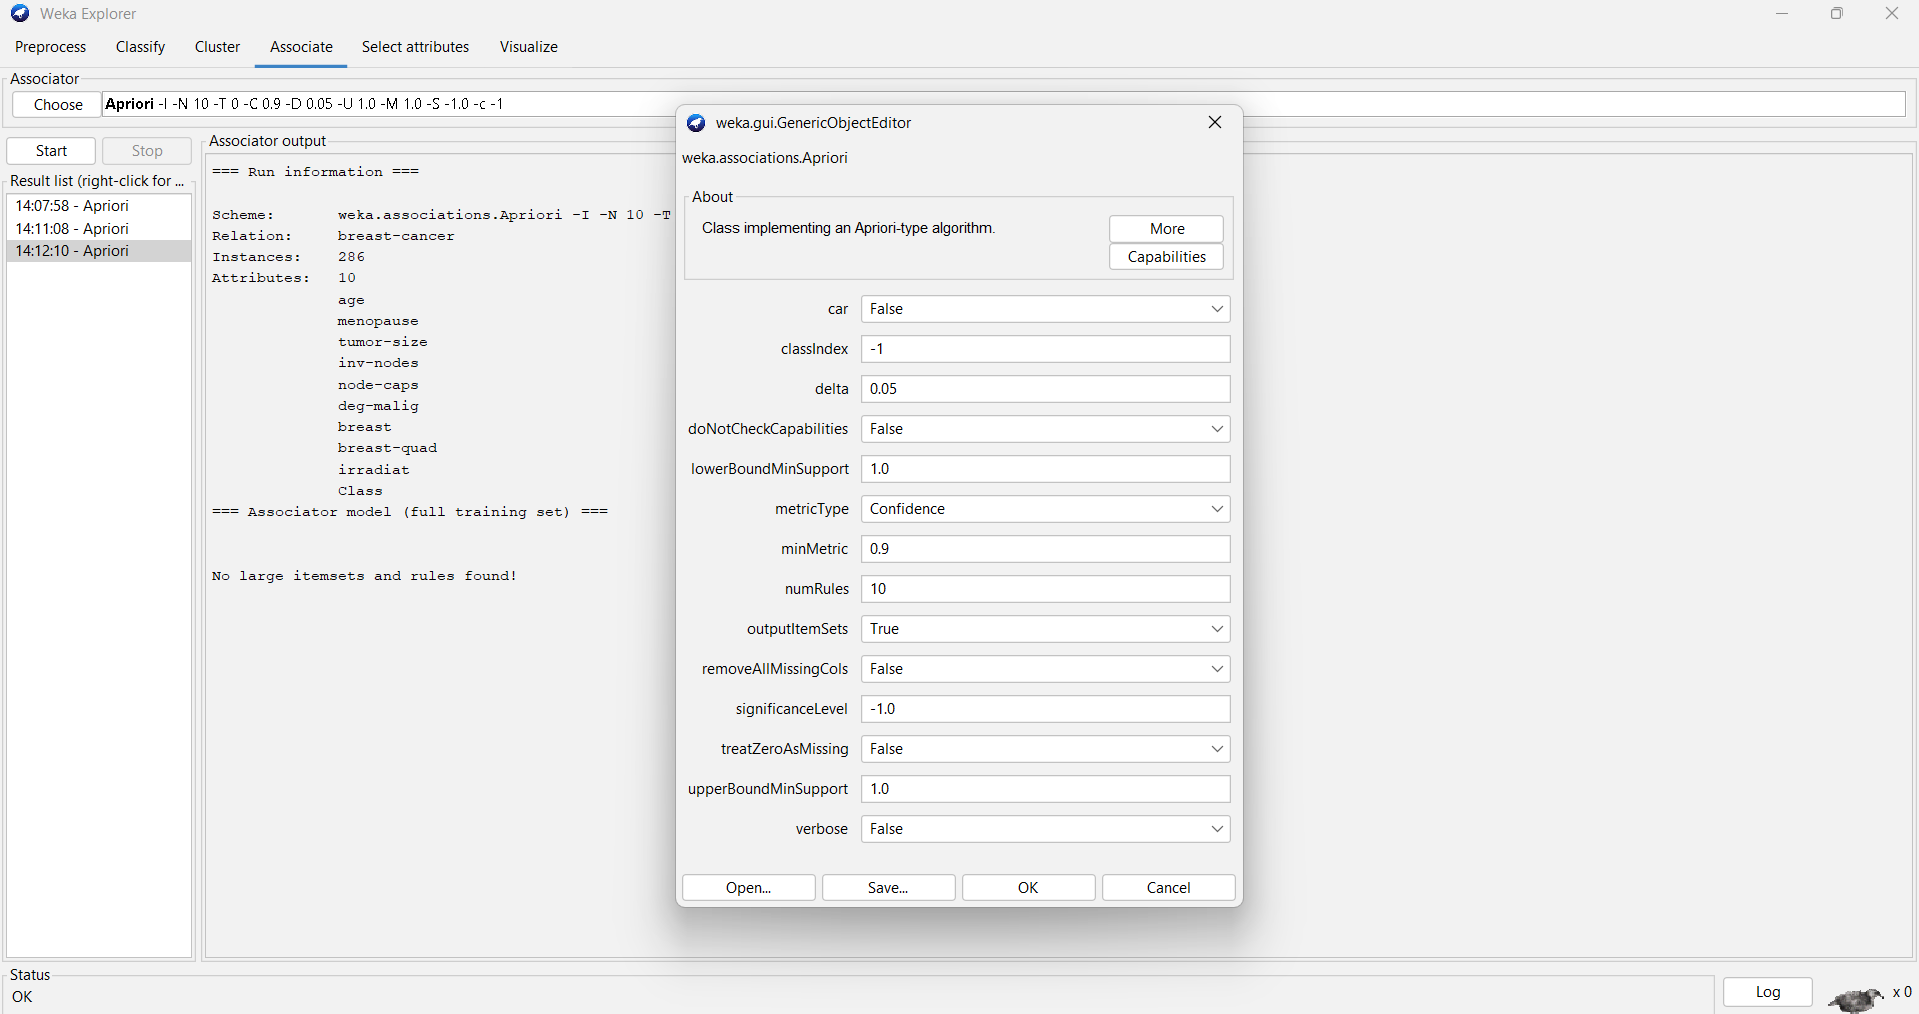 Weka Explorer
Preprocess Classify Cluster Associate Select attributes Visualize
Associator
Choose Apriori -I -N 10 -T 0 -C 0.9 -D 0.05 -U 1.0 -M 1.0 -S -1.0 -c -1
Start Stop
Result list (right-click for ...
14:07:58 - Apriori
14:11:08 - Apriori
14:12:10 - Apriori
Associator output
=== Run information ===
Scheme: weka.associations.Apriori -I -N 10 -T
Relation: breast-cancer
Instances: 286
Attributes: 10
age
menopause
tumor-size
inv-nodes
node-caps
deg-malig
breast
breast-quad
irradiat
Class
=== Associator model (full training set) ===
No large itemsets and rules found!
weka.gui.GenericObjectEditor
weka.associations.Apriori
About
Class implementing an Apriori-type algorithm.
More
Capabilities
car False
classIndex -1
delta 0.05
doNotCheckCapabilities False
lowerBoundMinSupport 1.0
metricType Confidence
minMetric 0.9
numRules 10
outputItemSets True
removeAllMissingCols False
significanceLevel -1.0
treatZeroAsMissing False
upperBoundMinSupport 1.0
verbose False
Open... Save... OK Cancel
Status
OK
Log x 0